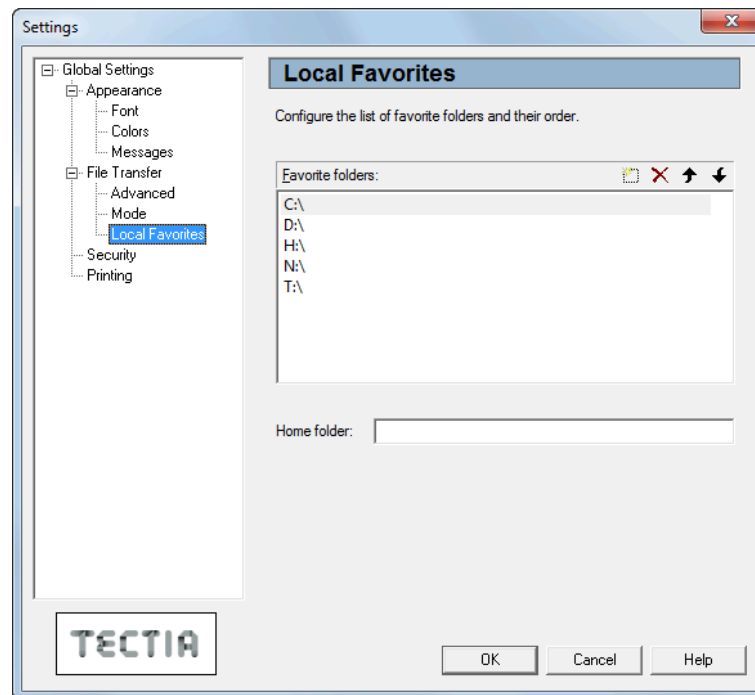 Settings
Global Settings
Appearance
Font
Colors
Messages
File Transfer
Advanced
Mode
Local Favorites
Security
Printing
Local Favorites
Configure the list of favorite folders and their order.
Favorite folders:
C:\
D:\
H:\
N:\
T:\
Home folder:
TECTIA
OK
Cancel
Help